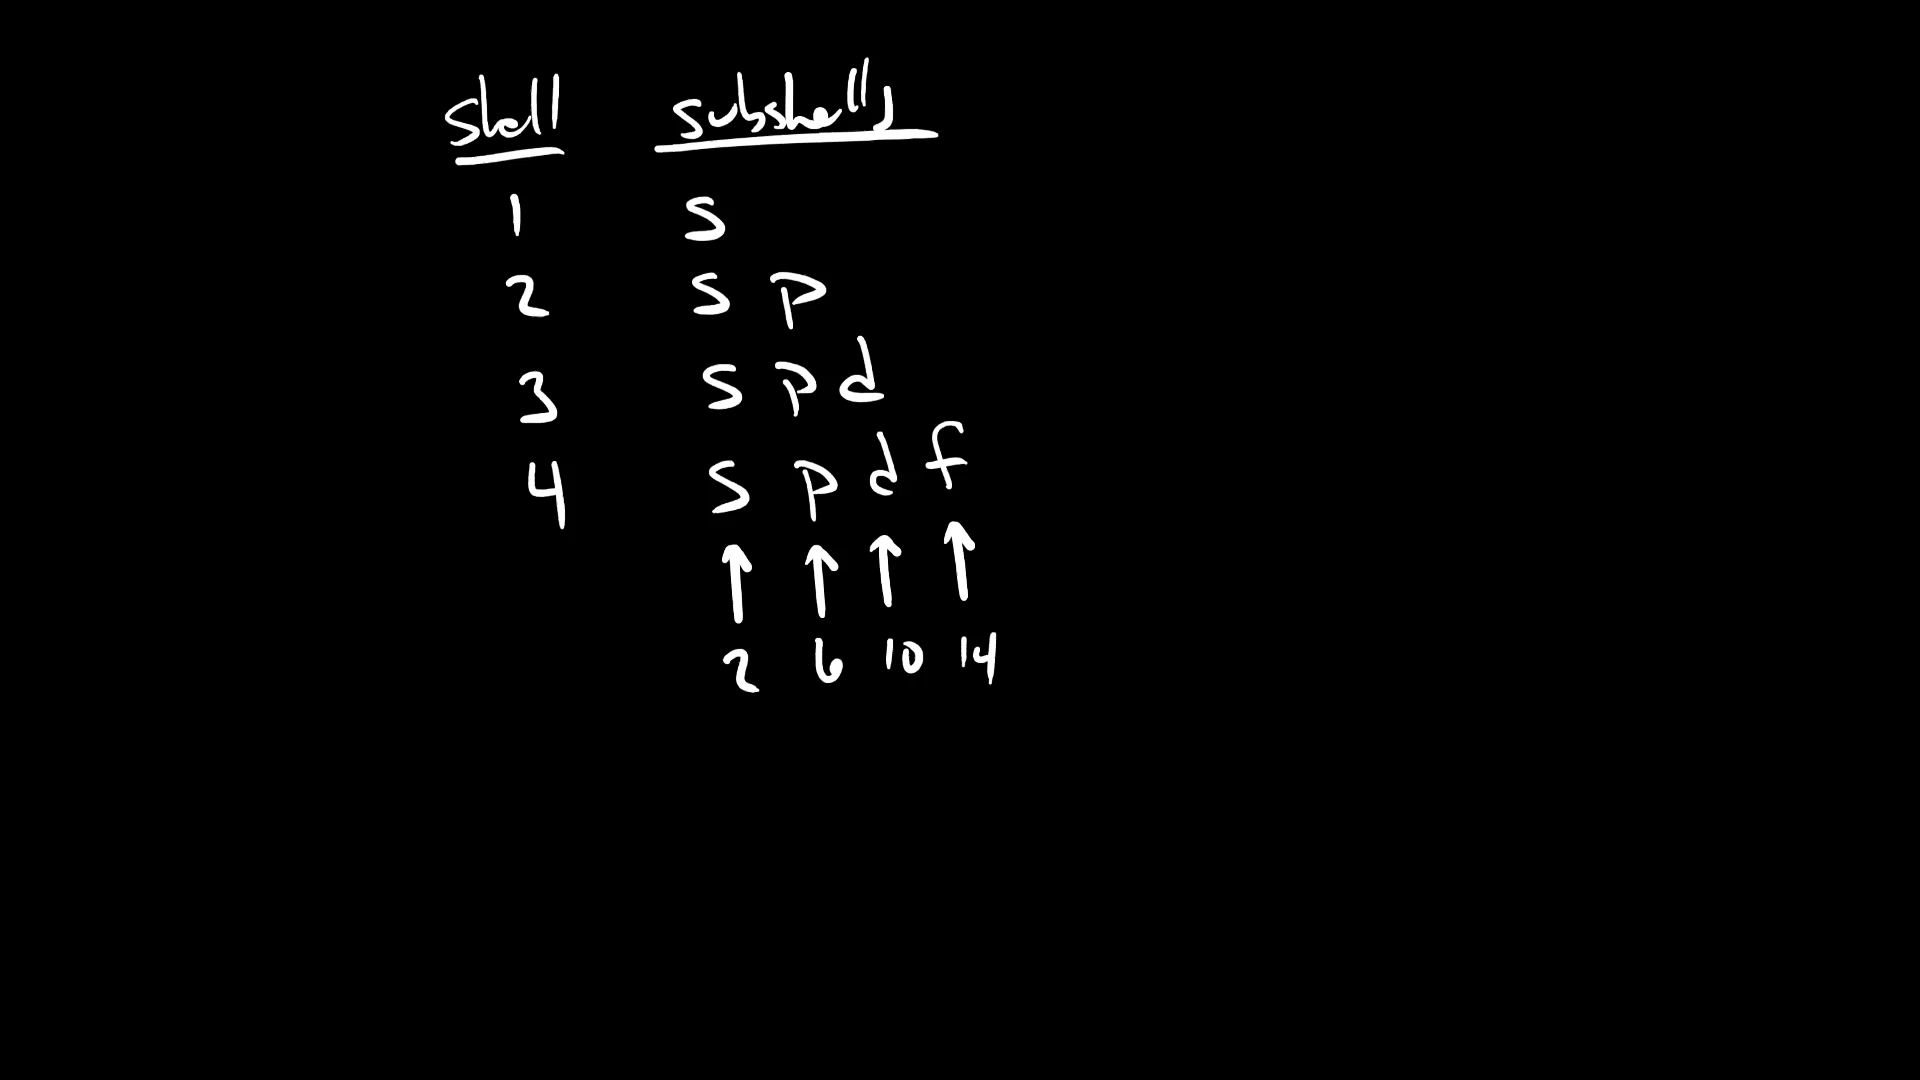 Shell subshells
1 s
2 s p
3 s p d
4 s p d f
2 6 10 14